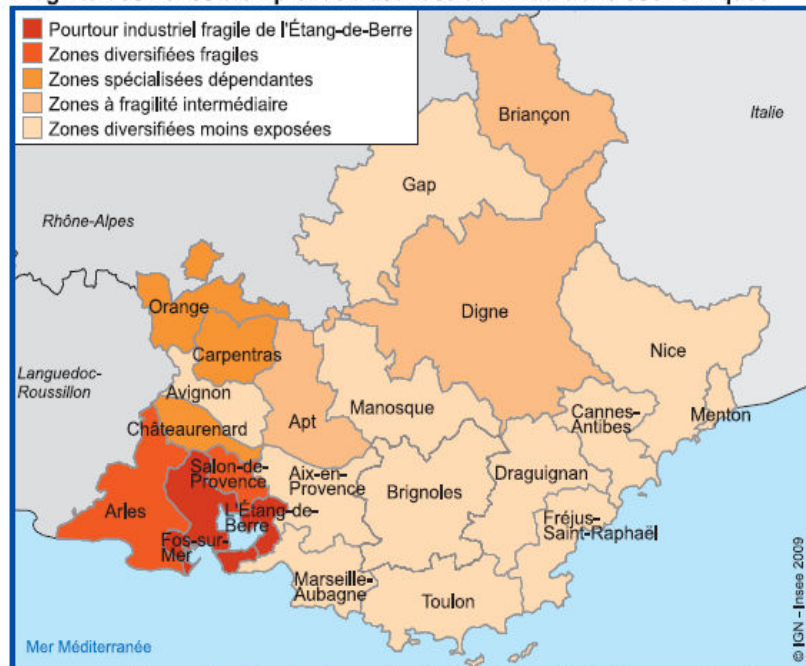 Pourtour industriel fragile de l'Étang-de-Berre
Zones diversifiées fragiles
Zones spécialisées dépendantes
Zones à fragilité intermédiaire
Zones diversifiées moins exposées
Briançon
Italie
Gap
Rhône-Alpes
Orange
Digne
Carpentras
Nice
Languedoc-
Roussillon
Avignon
Manosque
Cannes-
Antibes
Menton
Apt
Châteaurenard
Salon-de-
Provence
Aix-en-
Provence
Draguignan
Brignoles
Arles
L'Étang-de-
Berre
Fréjus-
Saint-Raphaël
Fos-sur-
Mer
Marseille-
Aubagne
Toulon
Mer Méditerranée
© IGN - Insee 2009